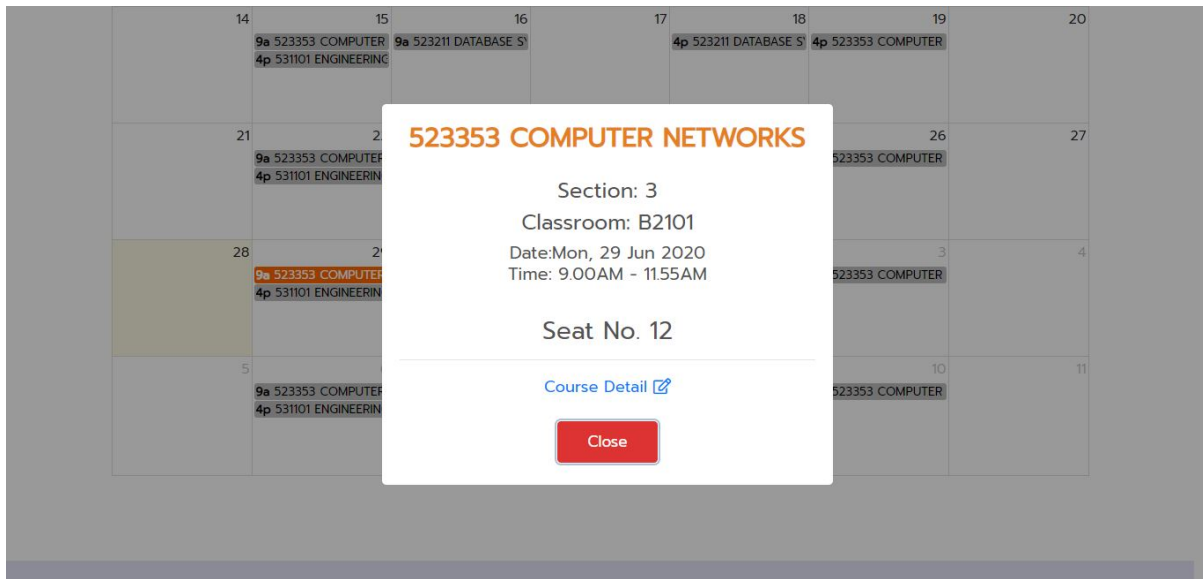 14 15 16 17 18 19 20
9a 523353 COMPUTER 9a 523211 DATABASE S 4p 523211 DATABASE S 4p 523353 COMPUTER
4p 531101 ENGINEERING
523353 COMPUTER NETWORKS
Section: 3
Classroom: B2101
Date:Mon, 29 Jun 2020
Time: 9.00AM - 11.55AM
Seat No. 12
Course Detail
Close
21 2 26 27
9a 523353 COMPUTER 523353 COMPUTER
4p 531101 ENGINEERIN
28 2 3 4
9a 523353 COMPUTER 523353 COMPUTER
4p 531101 ENGINEERIN
5 10 11
9a 523353 COMPUTER 523353 COMPUTER
4p 531101 ENGINEERIN